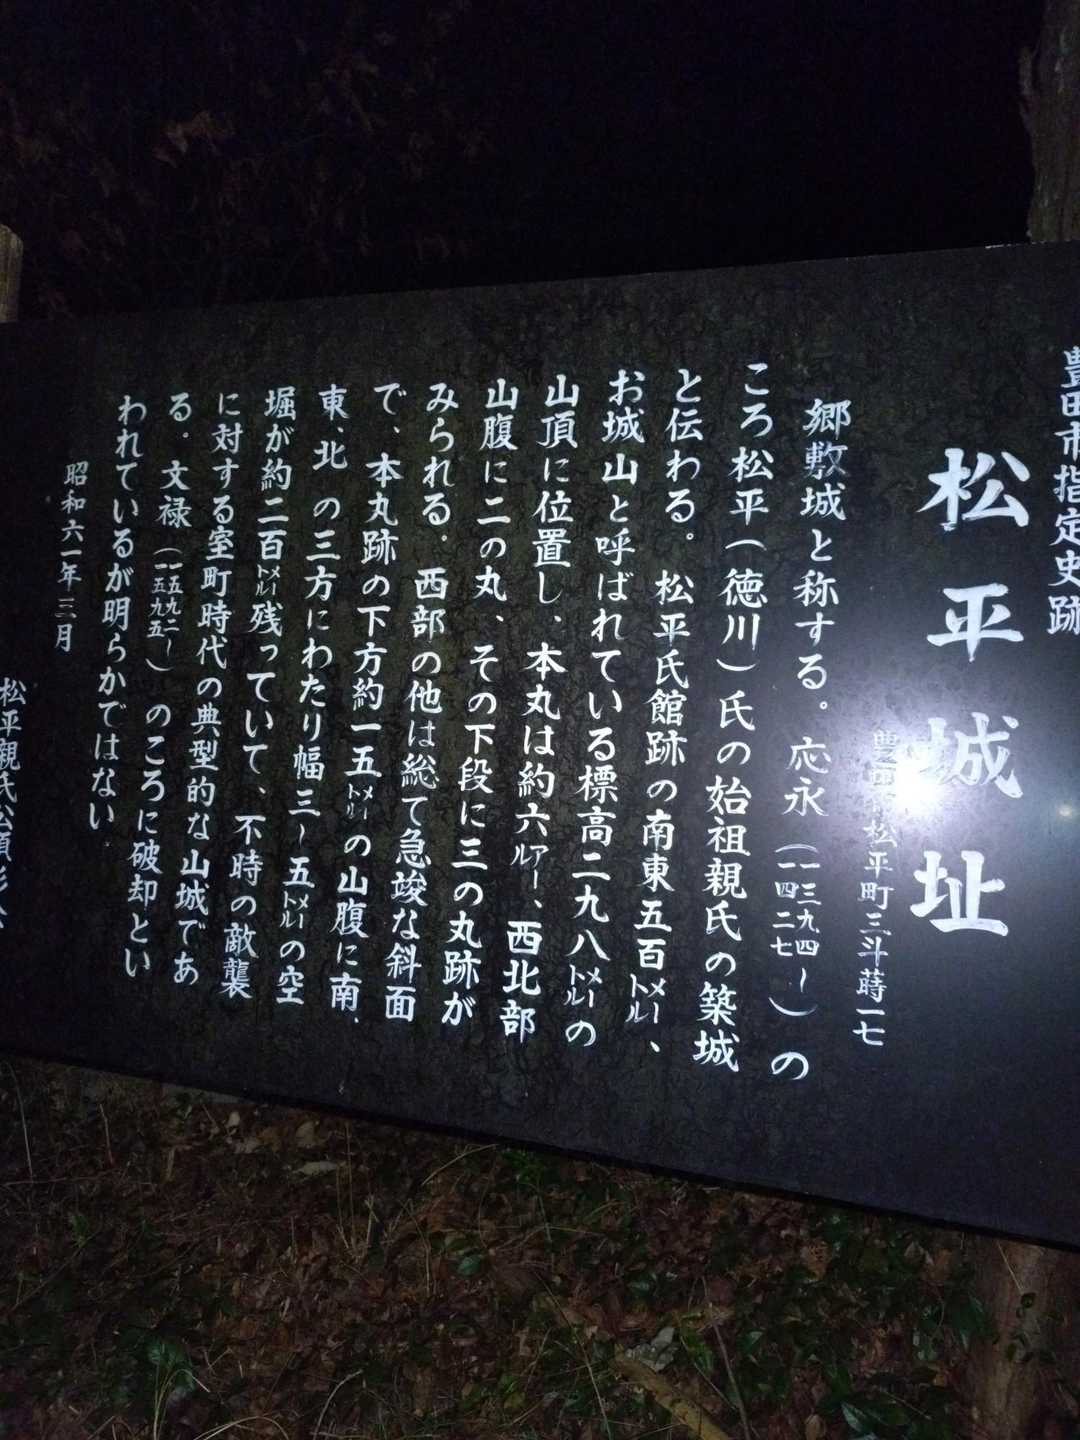 豊田市指定史跡
松平城址
豊田市松平町三斗蒔一七
郷敷城と称する。応永（一三九四〜一四二七）の
ころ松平（徳川）氏の始祖親氏の築城
と伝わる。松平氏館跡の南東五百メートル、
お城山と呼ばれている標高二九八メートルの
山頂に位置し、本丸は約六アール、西北部
山腹に二の丸、その下段に三の丸跡が
みられる。西部の他は総て急竣な斜面
で、本丸跡の下方約一五メートルの山腹に南、
東、北の三方にわたり幅三〜五メートルの空
堀が約二百メートル残っていて、不時の敵襲
に対する室町時代の典型的な山城であ
る。文禄（一五九二〜一五九五）のころに破却とい
われているが明らかではない
昭和六一年三月
松平親氏公顕彰会